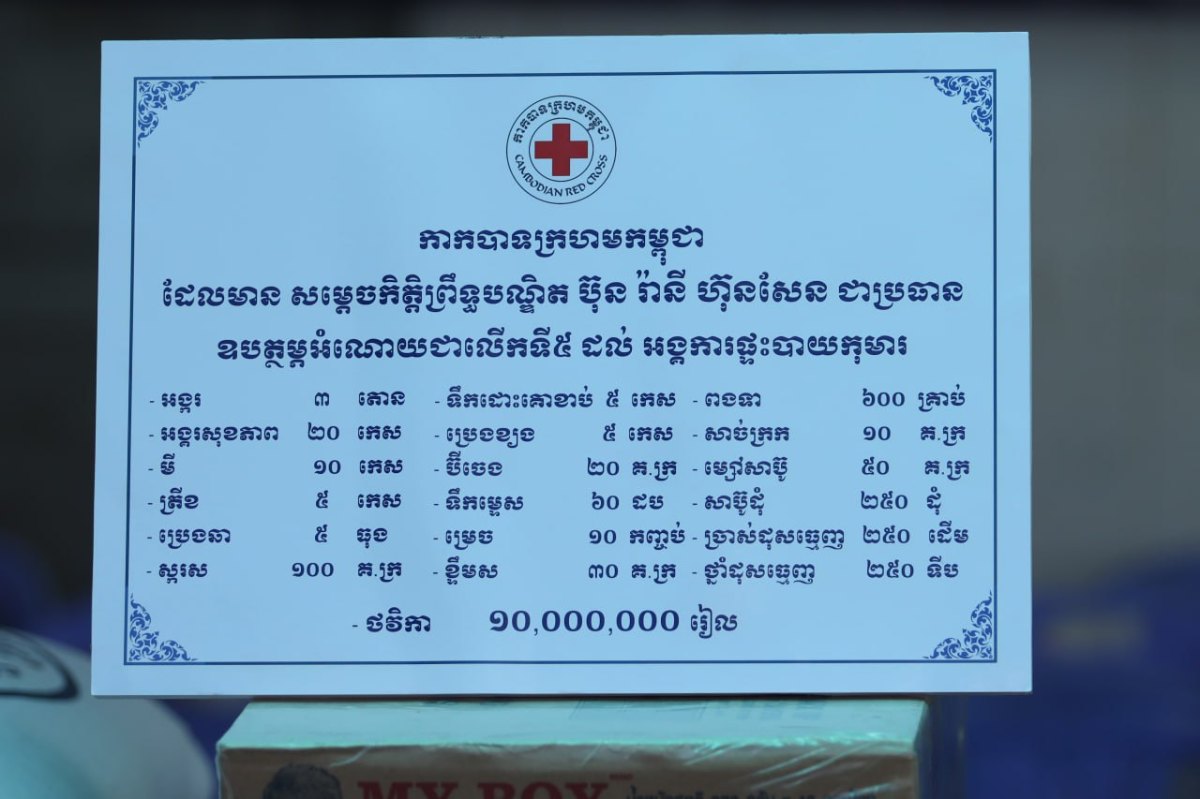 កាកបាទក្រហមកម្ពុជា
CAMBODIAN RED CROSS
កាកបាទក្រហមកម្ពុជា
ដែលមាន សម្តេចកិត្តិព្រឹទ្ធបណ្ឌិត ប៊ុន រ៉ានី ហ៊ុនសែន ជាប្រធាន
ឧបត្ថម្ភអំណោយជាលើកទី៥ ដល់ អង្គការផ្ទះបាយកុមារ
- អង្ករ ៣ តោន - ទឹកដោះគោខាប់ ៥ កេស - ពងទា ៦០០ គ្រាប់
- អង្ករសុខភាព ២០ កេស - ប្រេងខ្យង ៥ កេស - សាច់ក្រក ១០ គ.ក្រ
- មី ១០ កេស - ប៊ីចេង ២០ គ.ក្រ - ម្សៅសាប៊ូ ៥០ គ.ក្រ
- ត្រីខ ៥ កេស - ទឹកម្ទេស ៦០ ដប - សាប៊ូដុំ ២៥០ ដុំ
- ប្រេងឆា ៥ ធុង - ម្រេច ១០ កញ្ចប់ - ច្រាស់ដុសធ្មេញ ២៥០ ដើម
- ស្ករស ១០០ គ.ក្រ - ខ្ទឹមស ៣០ គ.ក្រ - ថ្នាំដុសធ្មេញ ២៥០ ទីប
- ថវិកា ១០,០០០,០០០ រៀល
MY BOY